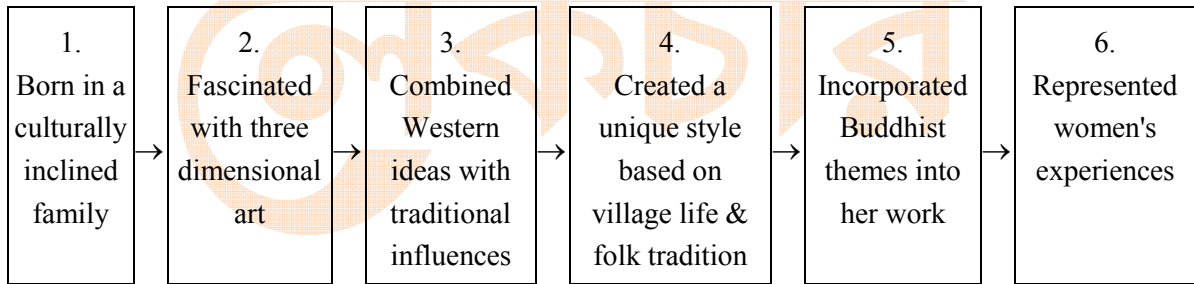 1.
Born in a
culturally
inclined
family
→
2.
Fascinated
with three
dimensional
art
→
3.
Combined
Western
ideas with
traditional
influences
→
4.
Created a
unique style
based on
village life &
folk tradition
→
5.
Incorporated
Buddhist
themes into
her work
→
6.
Represented
women's
experiences